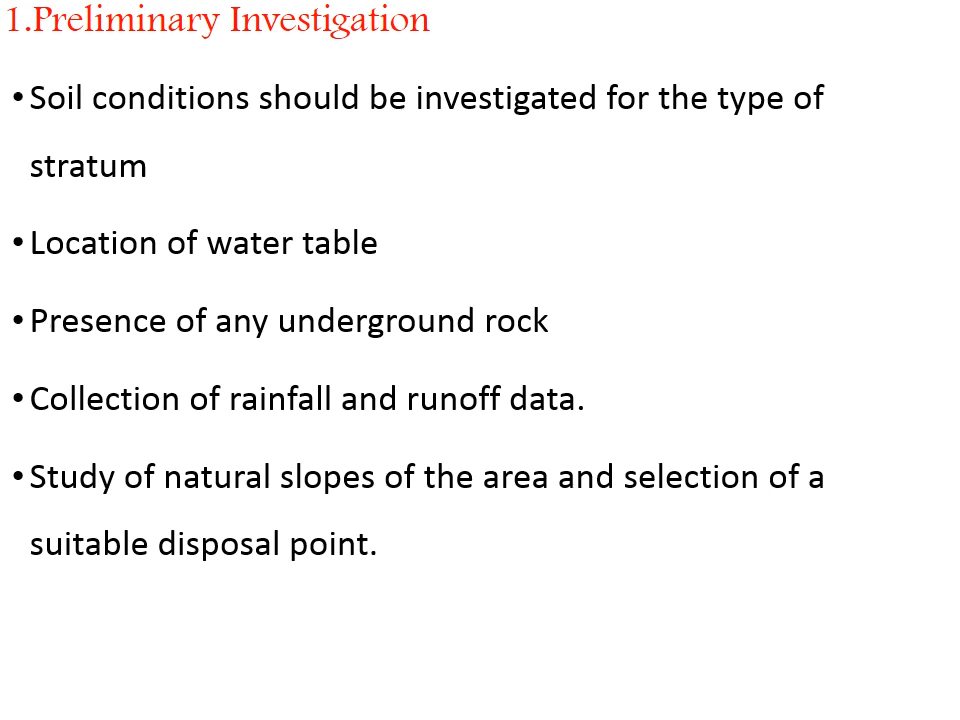 1.Preliminary Investigation
• Soil conditions should be investigated for the type of
stratum
• Location of water table
• Presence of any underground rock
• Collection of rainfall and runoff data.
• Study of natural slopes of the area and selection of a
suitable disposal point.